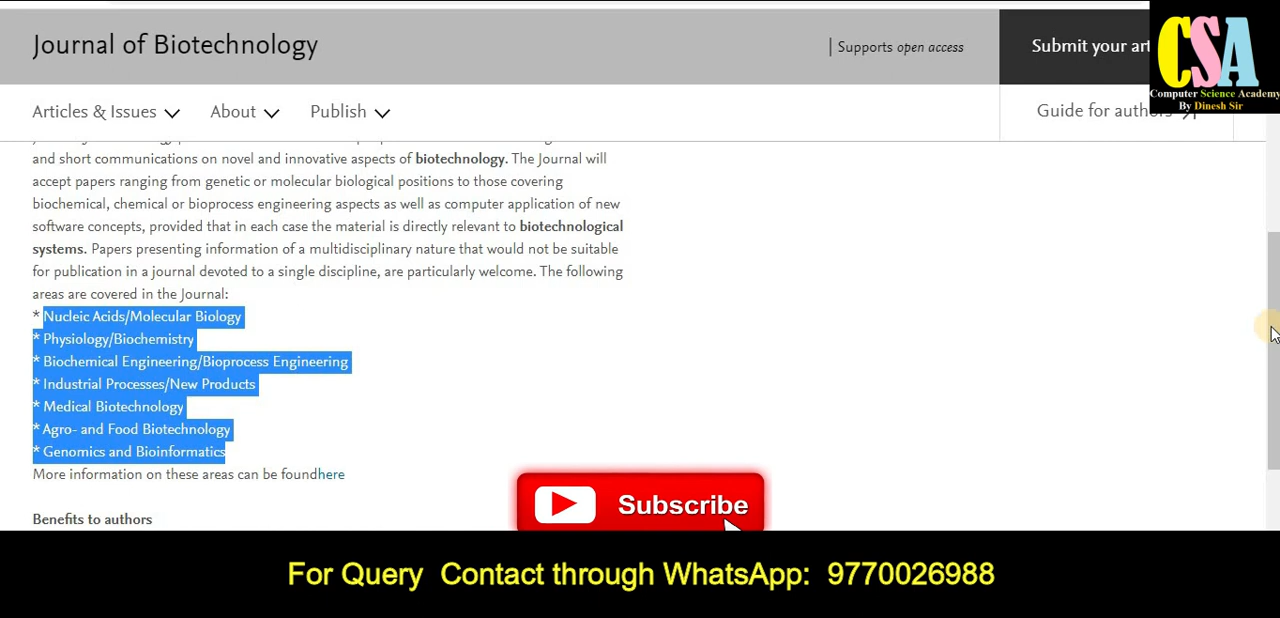 Journal of Biotechnology
Supports open access
Submit your art
CSA
Computer Science Academy
By Dinesh Sir
Articles & Issues
About
Publish
Guide for authors
and short communications on novel and innovative aspects of biotechnology. The Journal will
accept papers ranging from genetic or molecular biological positions to those covering
biochemical, chemical or bioprocess engineering aspects as well as computer application of new
software concepts, provided that in each case the material is directly relevant to biotechnological
systems. Papers presenting information of a multidisciplinary nature that would not be suitable
for publication in a journal devoted to a single discipline, are particularly welcome. The following
areas are covered in the Journal:
* Nucleic Acids/Molecular Biology
* Physiology/Biochemistry
* Biochemical Engineering/Bioprocess Engineering
* Industrial Processes/New Products
* Medical Biotechnology
* Agro- and Food Biotechnology
* Genomics and Bioinformatics
More information on these areas can be foundhere
Subscribe
Benefits to authors
For Query Contact through WhatsApp: 9770026988